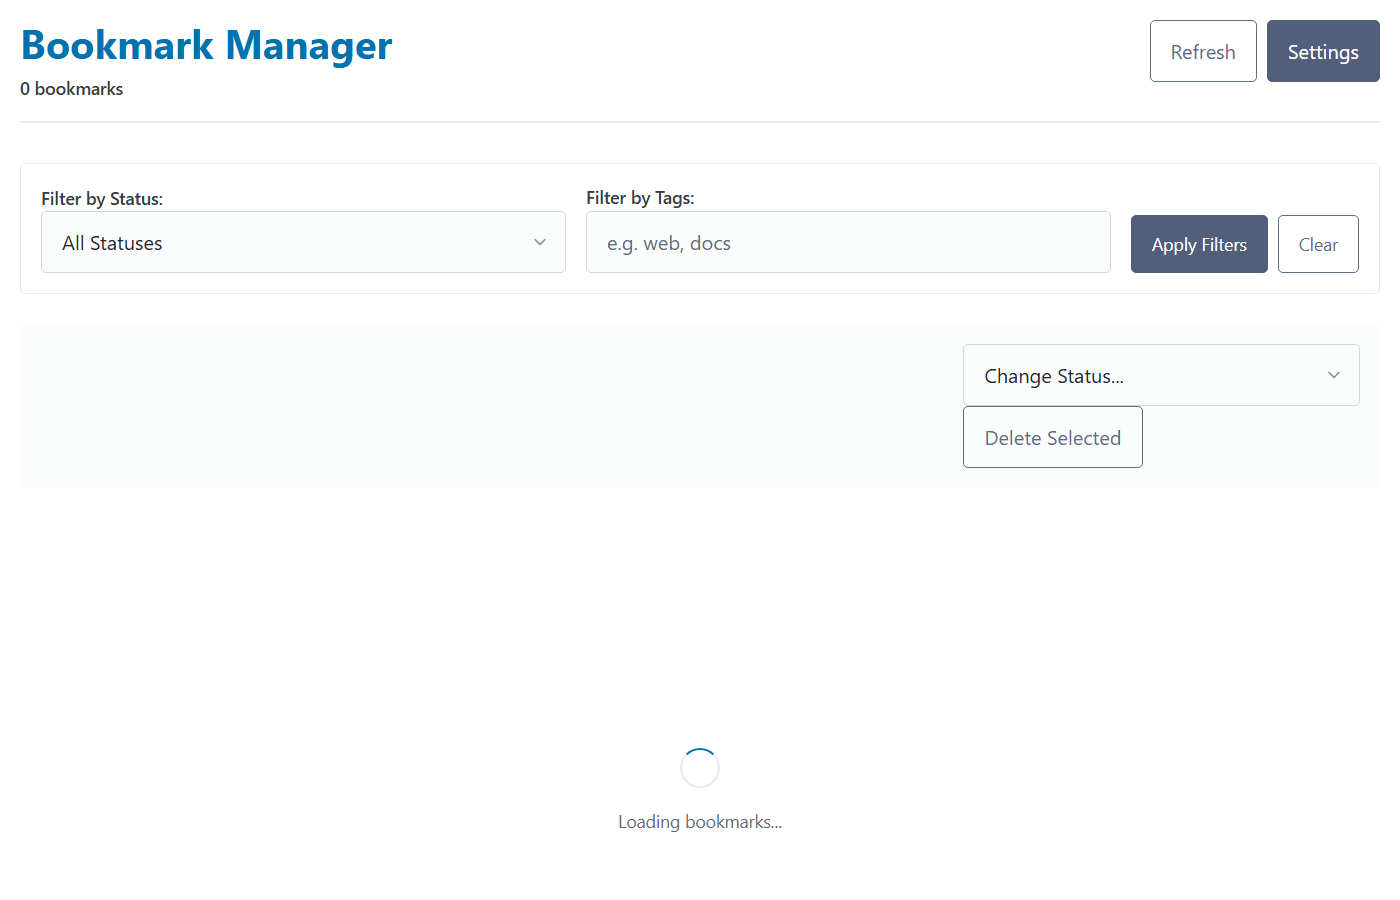 Bookmark Manager
0 bookmarks
Refresh
Settings
Filter by Status:
All Statuses
Filter by Tags:
e.g. web, docs
Apply Filters
Clear
Change Status...
Delete Selected
Loading bookmarks...